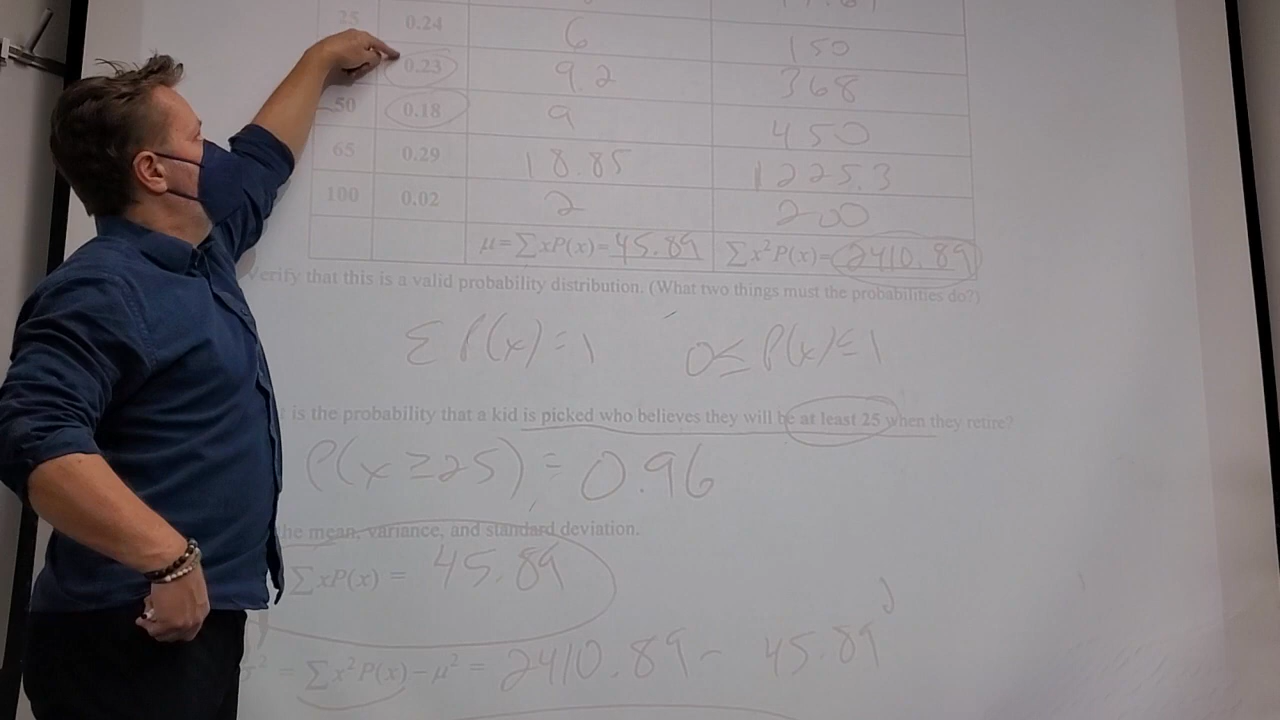 25 0.24 6 150
0.23 9.2 368
50 0.18 9 450
65 0.29 18.85 1225.3
100 0.02 2 200
μ=∑xP(x)= 45.89 ∑x²P(x)= 2410.89
Verify that this is a valid probability distribution. (What two things must the probabilities do?)
Σ P(x)=1 0≤ P(x)≤1
is the probability that a kid is picked who believes they will be at least 25 when they retire?
P(x≥25) = 0.96
the mean, variance, and standard deviation.
∑xP(x) = 45.89
= ∑x²P(x)−μ² = 2410.89 - 45.89